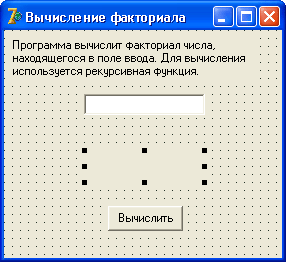 Вычисление факториала
Программа вычислит факториал числа,
находящегося в поле ввода. Для вычисления
используется рекурсивная функция.
Вычислить